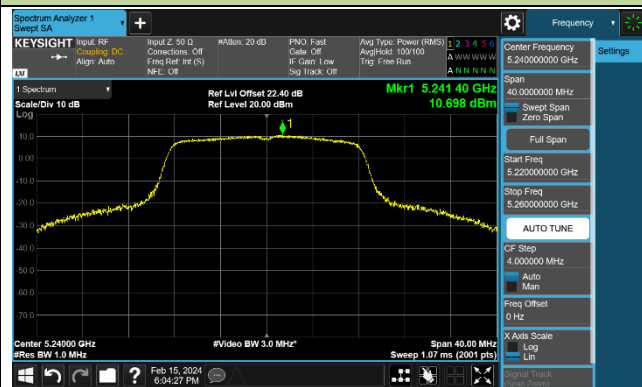 Spectrum Analyzer 1
Swept SA
Frequency
KEYSIGHT
Input: RF
Coupling: DC
Align: Auto
Input Z: 50 Ω
Corrections: Off
Freq Ref: Int (S)
NFE: Off
#Atten: 20 dB
PNO: Fast
Gate: Off
IF Gain: Low
Sig Track: Off
Avg Type: Power (RMS)
Avg|Hold: 100/100
Trig: Free Run
1 2 3 4 5 6
A W W W W W
A N N N N N
LXI
1 Spectrum
Scale/Div 10 dB
Ref Lvl Offset 22.40 dB
Ref Level 20.00 dBm
Mkr1 5.241 40 GHz
10.698 dBm
Log
1
10.0
0.00
-10.0
-20.0
-30.0
-40.0
-50.0
-60.0
-70.0
Center 5.24000 GHz
#Res BW 1.0 MHz
#Video BW 3.0 MHz*
Span 40.00 MHz
Sweep 1.07 ms (2001 pts)
Feb 15, 2024
6:04:27 PM
Center Frequency
5.240000000 GHz
Settings
Span
40.0000000 MHz
Swept Span
Zero Span
Full Span
Start Freq
5.220000000 GHz
Stop Freq
5.260000000 GHz
AUTO TUNE
CF Step
4.000000 MHz
Auto
Man
Freq Offset
0 Hz
X Axis Scale
Log
Lin
Signal Track
(Span Zoom)